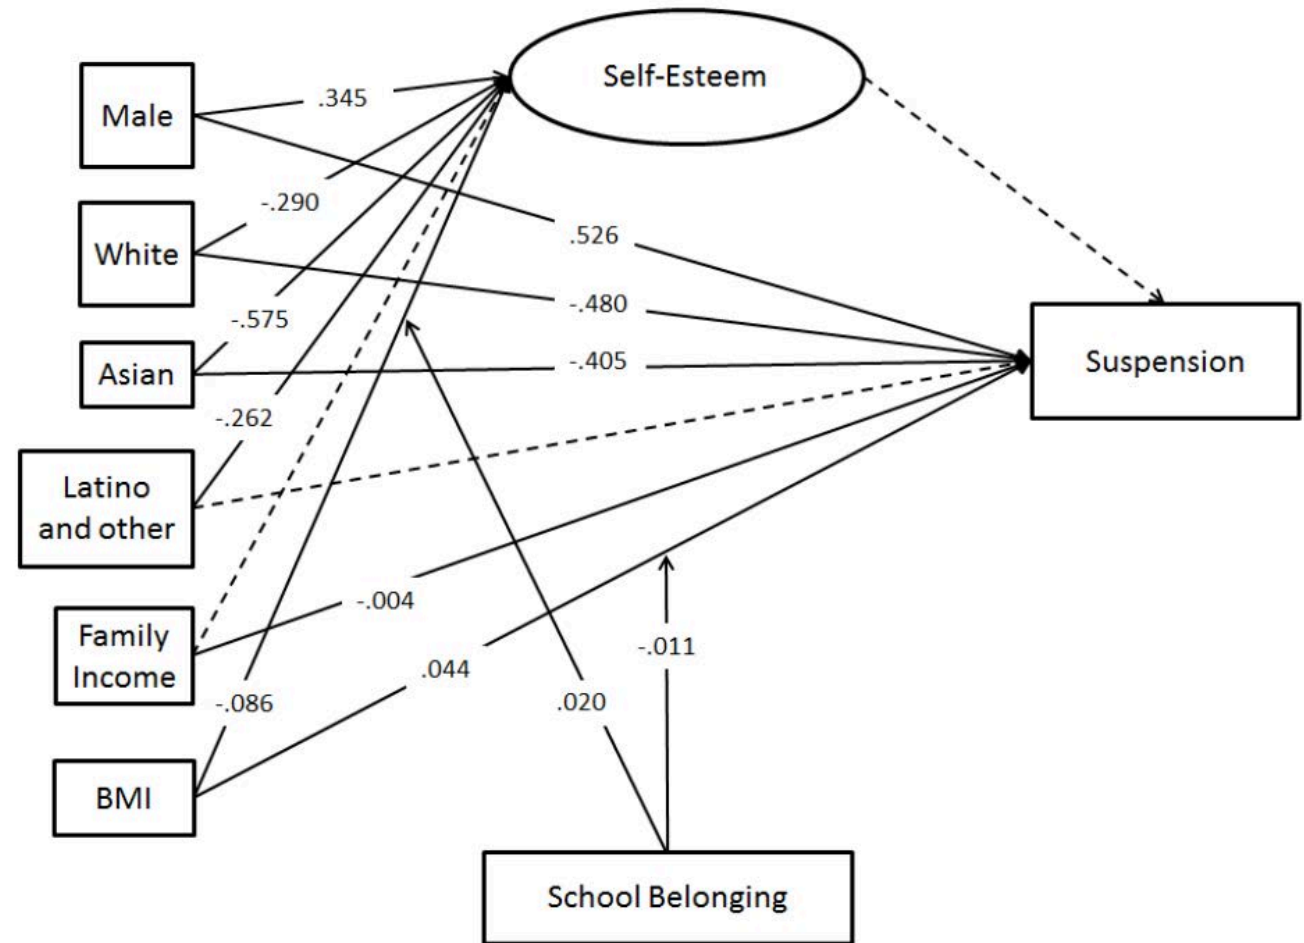 Self-Esteem
Male
.345
White
-.290
.526
-.480
Asian
-.575
-.405
Suspension
Latino
and other
-.262
Family
Income
-.004
-.086
.044
-.011
.020
BMI
School Belonging